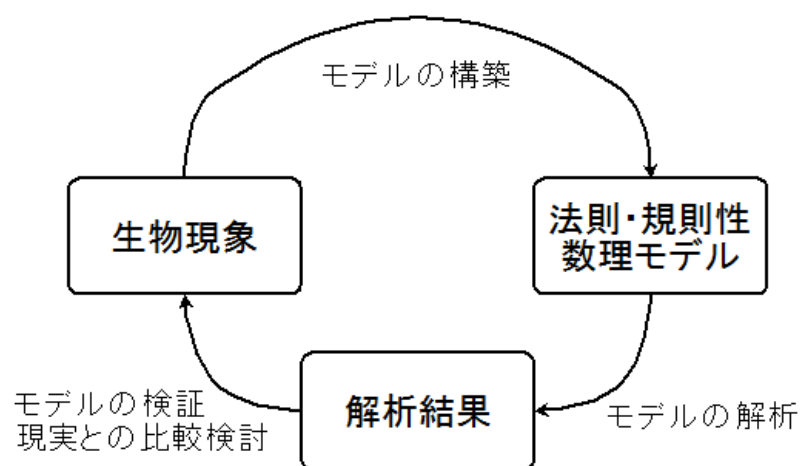 モデルの構築
生物現象
法則・規則性
数理モデル
モデルの検証
現実との比較検討
解析結果
モデルの解析